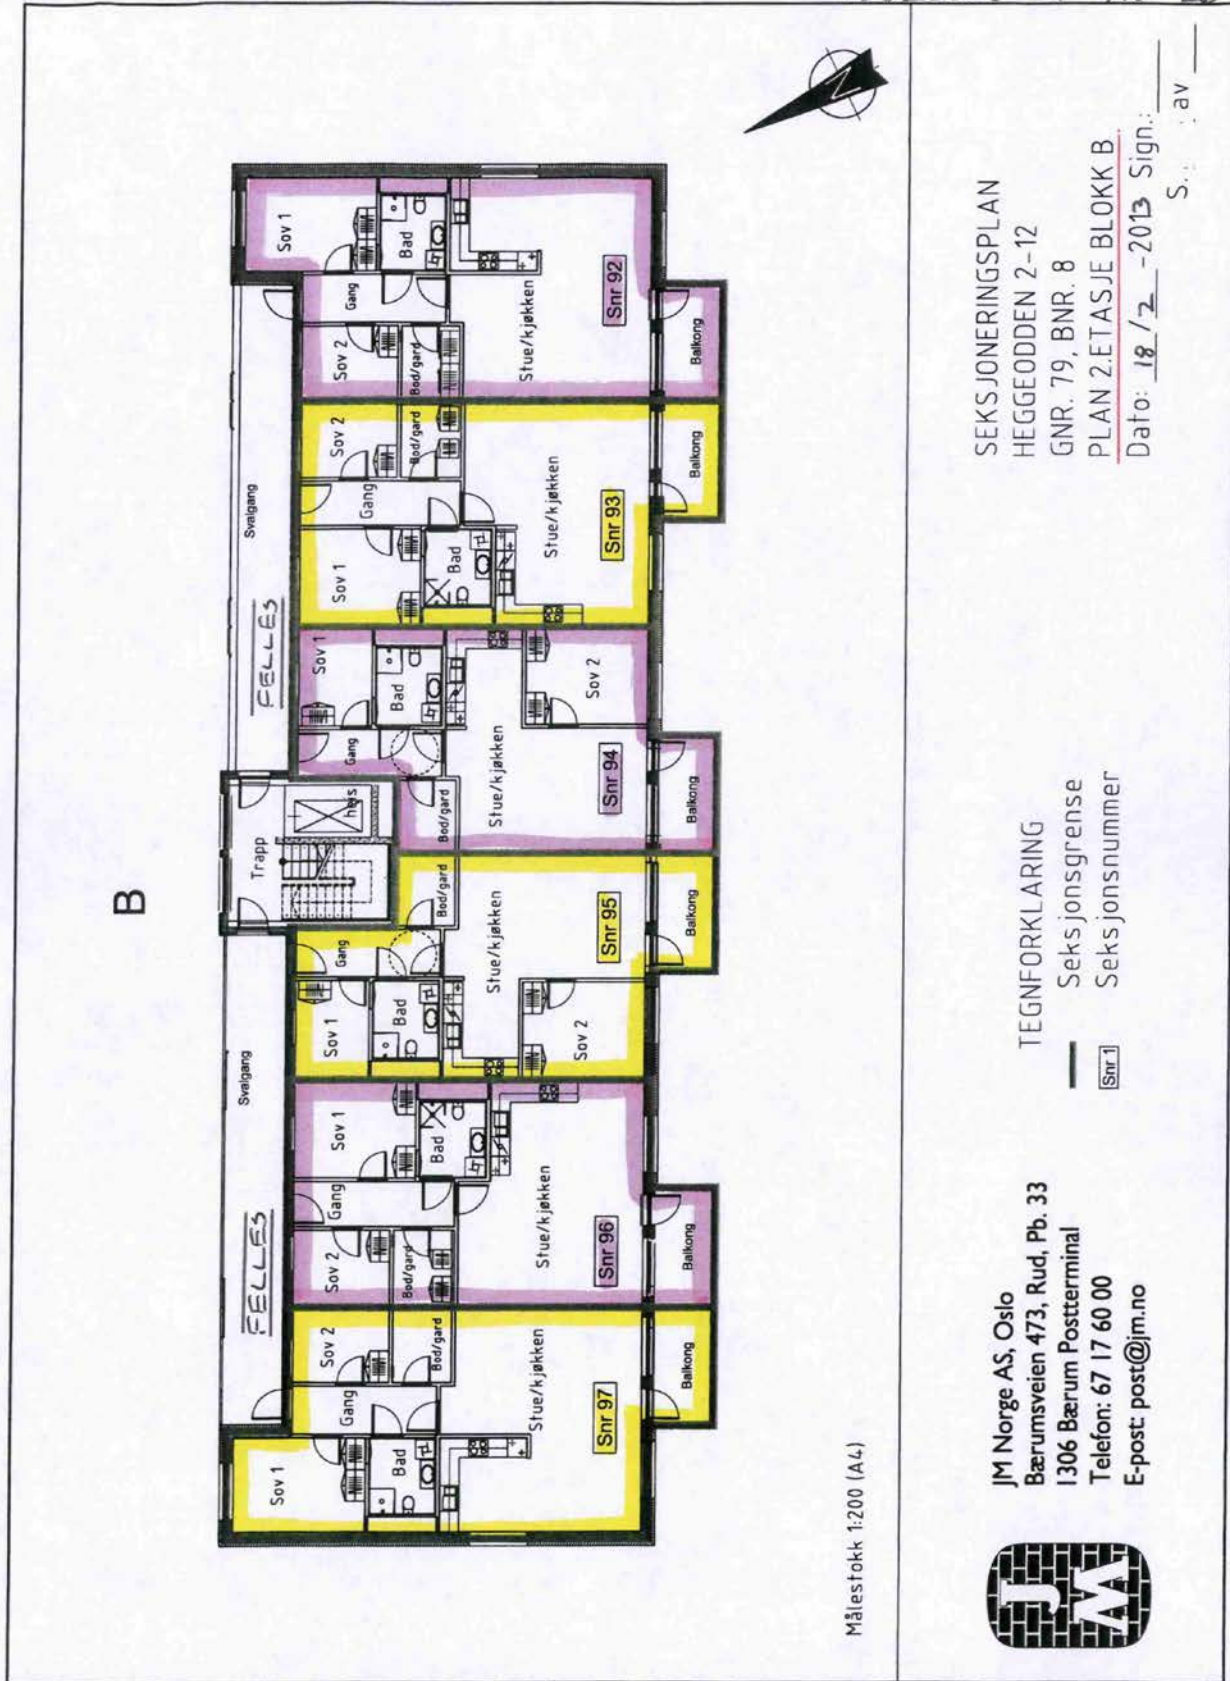 B
Svalgang
FELLES
Trapp
heis
Svalgang
FELLES
Sov 1
Gang
Sov 2
Bad
Bod/gard
Stue/kjøkken
Snr 97
Balkong
Sov 2
Gang
Sov 1
Bod/gard
Bad
Stue/kjøkken
Snr 96
Balkong
Sov 1
Gang
Bad
Bod/gard
Stue/kjøkken
Sov 2
Snr 95
Balkong
Sov 1
Gang
Bad
Bod/gard
Stue/kjøkken
Sov 2
Snr 94
Balkong
Sov 1
Gang
Sov 2
Bad
Bod/gard
Stue/kjøkken
Snr 93
Balkong
Sov 2
Gang
Sov 1
Bod/gard
Bad
Stue/kjøkken
Snr 92
Balkong
N
Målestokk 1:200 (A4)
JM
JM Norge AS, Oslo
Bærumsveien 473, Rud, Pb. 33
1306 Bærum Postterminal
Telefon: 67 17 60 00
E-post: post@jm.no
TEGNFORKLARING
Seksjonsgrense
Snr 1 Seksjonsnummer
SEKSJONERINGSPLAN
HEGGEODDEN 2-12
GNR. 79, BNR. 8
PLAN 2.ETASJE BLOKK B
Dato: 18/2-2013 Sign.:
S. : av